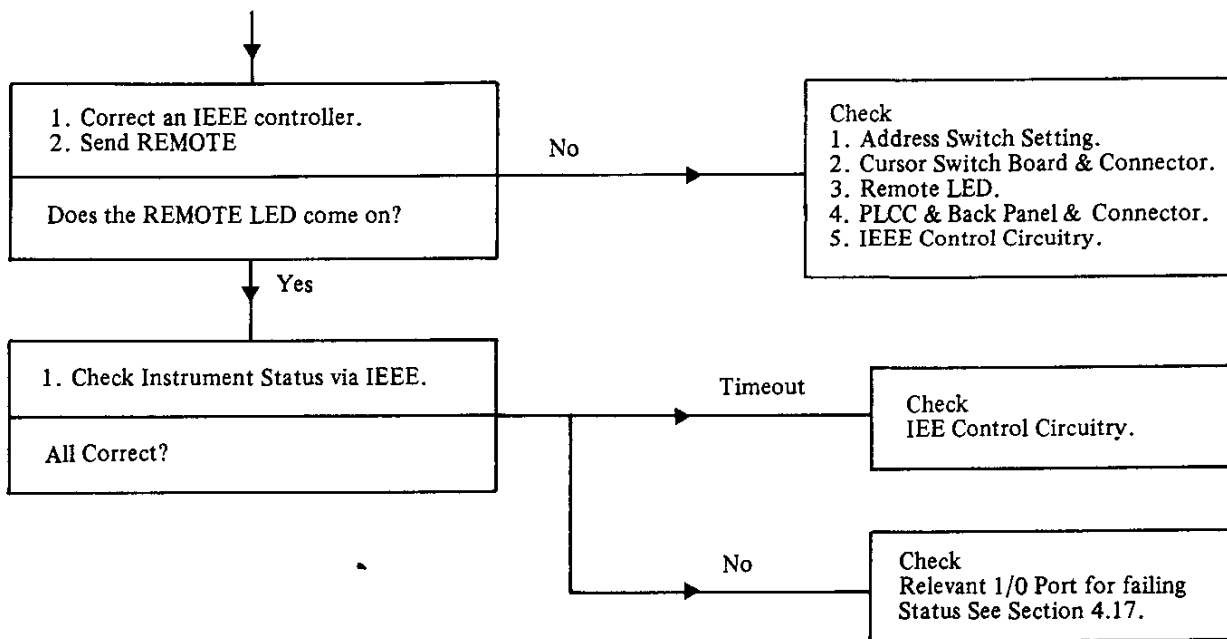 1. Correct an IEEE controller.
2. Send REMOTE
Does the REMOTE LED come on?
No
Check
1. Address Switch Setting.
2. Cursor Switch Board & Connector.
3. Remote LED.
4. PLCC & Back Panel & Connector.
5. IEEE Control Circuitry.
Yes
1. Check Instrument Status via IEEE.
All Correct?
Timeout
Check
IEE Control Circuitry.
No
Check
Relevant 1/0 Port for failing
Status See Section 4.17.